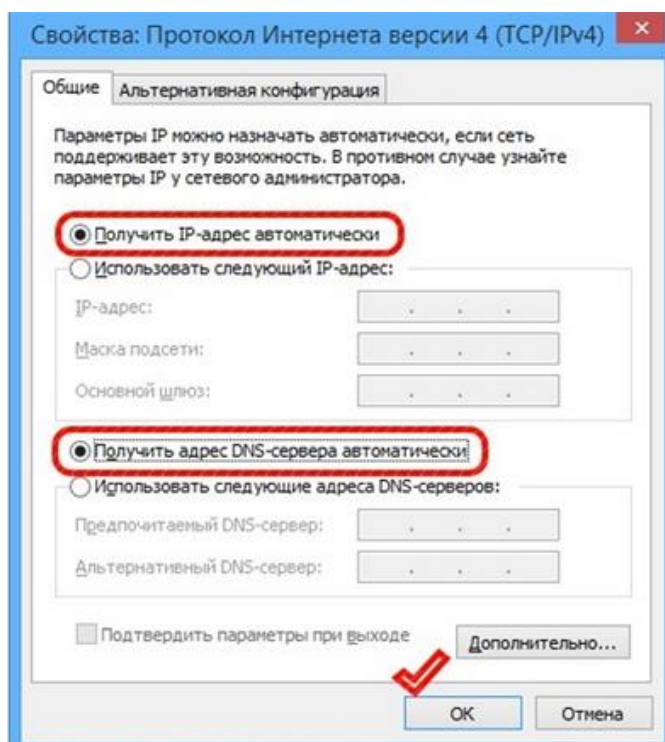 Свойства: Протокол Интернета версии 4 (TCP/IPv4)
Общие
Альтернативная конфигурация
Параметры IP можно назначать автоматически, если сеть
поддерживает эту возможность. В противном случае узнайте
параметры IP у сетевого администратора.
Получить IP-адрес автоматически
Использовать следующий IP-адрес:
IP-адрес:
Маска подсети:
Основной шлюз:
Получить адрес DNS-сервера автоматически
Использовать следующие адреса DNS-серверов:
Предпочитаемый DNS-сервер:
Альтернативный DNS-сервер:
Подтвердить параметры при выходе
Дополнительно...
ОК
Отмена